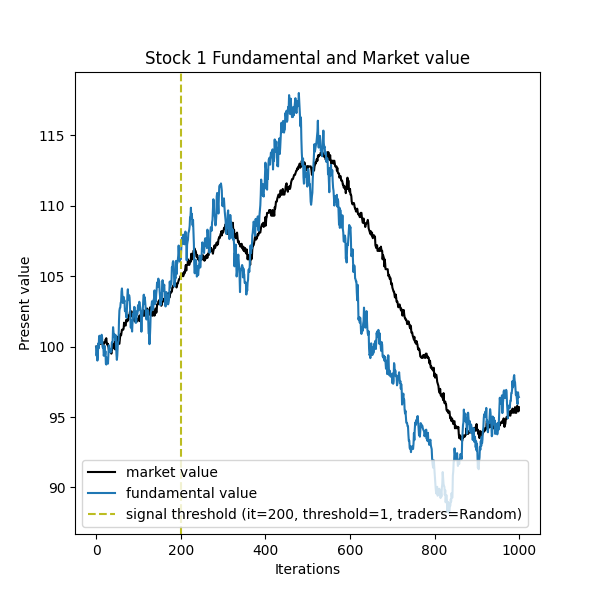 Stock 1 Fundamental and Market value
Present value
115
110
105
100
95
90
market value
fundamental value
signal threshold (it=200, threshold=1, traders=Random)
0 200 400 600 800 1000
Iterations